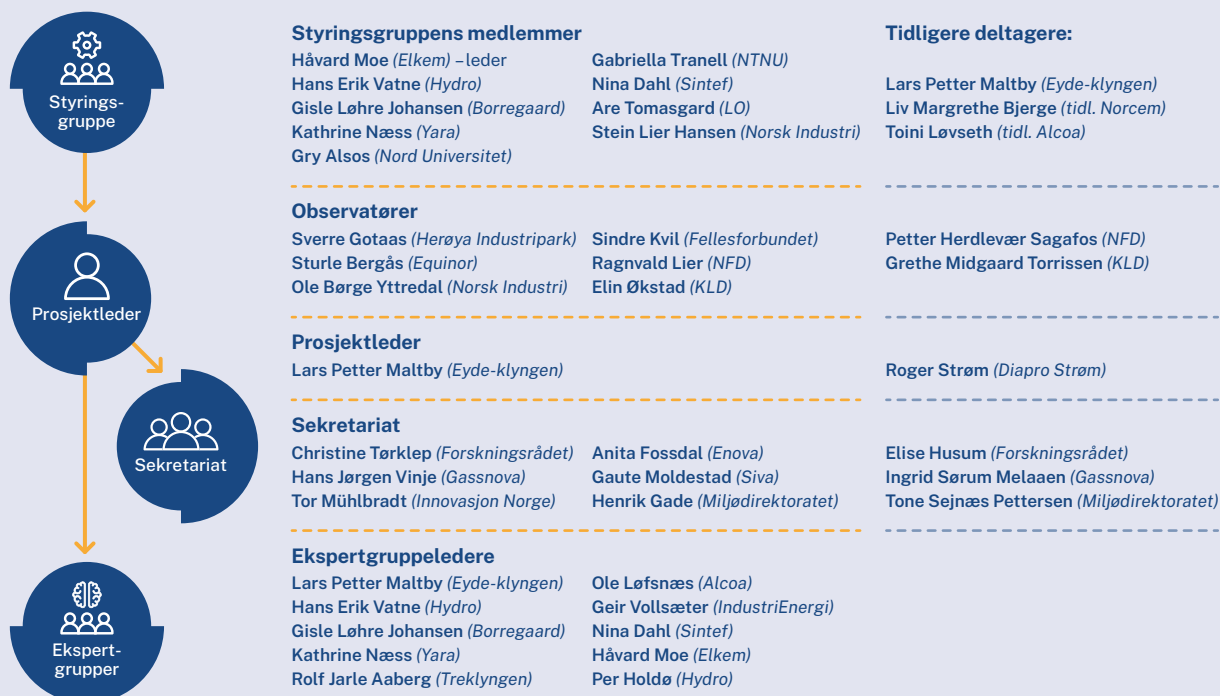 Styrings-
gruppe
Prosjektleder
Sekretariat
Ekspert-
grupper
Styringsgruppens medlemmer
Håvard Moe (Elkem) – leder
Hans Erik Vatne (Hydro)
Gisle Løhre Johansen (Borregaard)
Kathrine Næss (Yara)
Gry Alsos (Nord Universitet)
Gabriella Tranell (NTNU)
Nina Dahl (Sintef)
Are Tomasgard (LO)
Stein Lier Hansen (Norsk Industri)
Tidligere deltagere:
Lars Petter Maltby (Eyde-klyngen)
Liv Margrethe Bjerge (tidl. Norcem)
Toini Løvseth (tidl. Alcoa)
Observatører
Sverre Gotaas (Herøya Industripark)
Sturle Bergås (Equinor)
Ole Børge Yttredal (Norsk Industri)
Sindre Kvil (Fellesforbundet)
Ragnvald Lier (NFD)
Elin Økstad (KLD)
Petter Herdlevær Sagafos (NFD)
Grethe Midgaard Torrissen (KLD)
Prosjektleder
Lars Petter Maltby (Eyde-klyngen)
Roger Strøm (Diapro Strøm)
Sekretariat
Christine Tørklep (Forskningsrådet)
Hans Jørgen Vinje (Gassnova)
Tor Mühlbradt (Innovasjon Norge)
Anita Fossdal (Enova)
Gaute Moldestad (Siva)
Henrik Gade (Miljødirektoratet)
Elise Husum (Forskningsrådet)
Ingrid Sørum Melaaen (Gassnova)
Tone Sejnæs Pettersen (Miljødirektoratet)
Ekspertgruppeledere
Lars Petter Maltby (Eyde-klyngen)
Hans Erik Vatne (Hydro)
Gisle Løhre Johansen (Borregaard)
Kathrine Næss (Yara)
Rolf Jarle Aaberg (Treklyngen)
Ole Løfsnæs (Alcoa)
Geir Vollsæter (IndustriEnergi)
Nina Dahl (Sintef)
Håvard Moe (Elkem)
Per Holdø (Hydro)